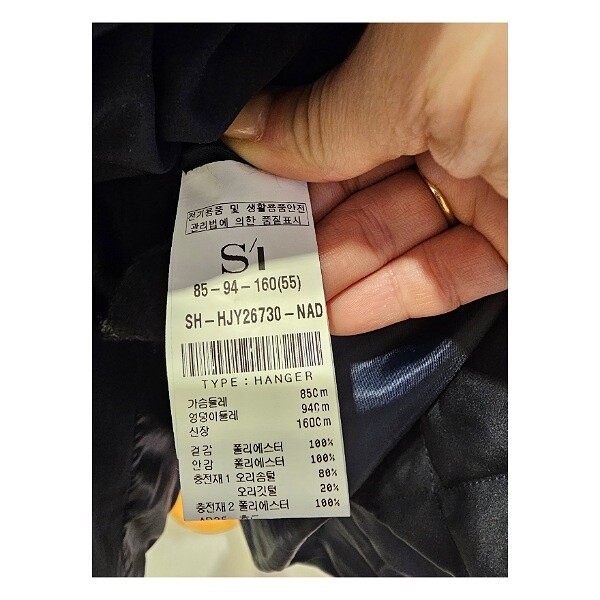 전기용품 및 생활용품안전
관리법에 의한 품질표시
S/I
85-94-160(55)
SH-HJY26730-NAD
TYPE : HANGER
가슴둘레 85Cm
엉덩이둘레 94Cm
신장 160Cm
겉감 폴리에스터 100%
안감 폴리에스터 100%
충전재1 오리솜털 80%
오리깃털 20%
충전재2 폴리에스터 100%